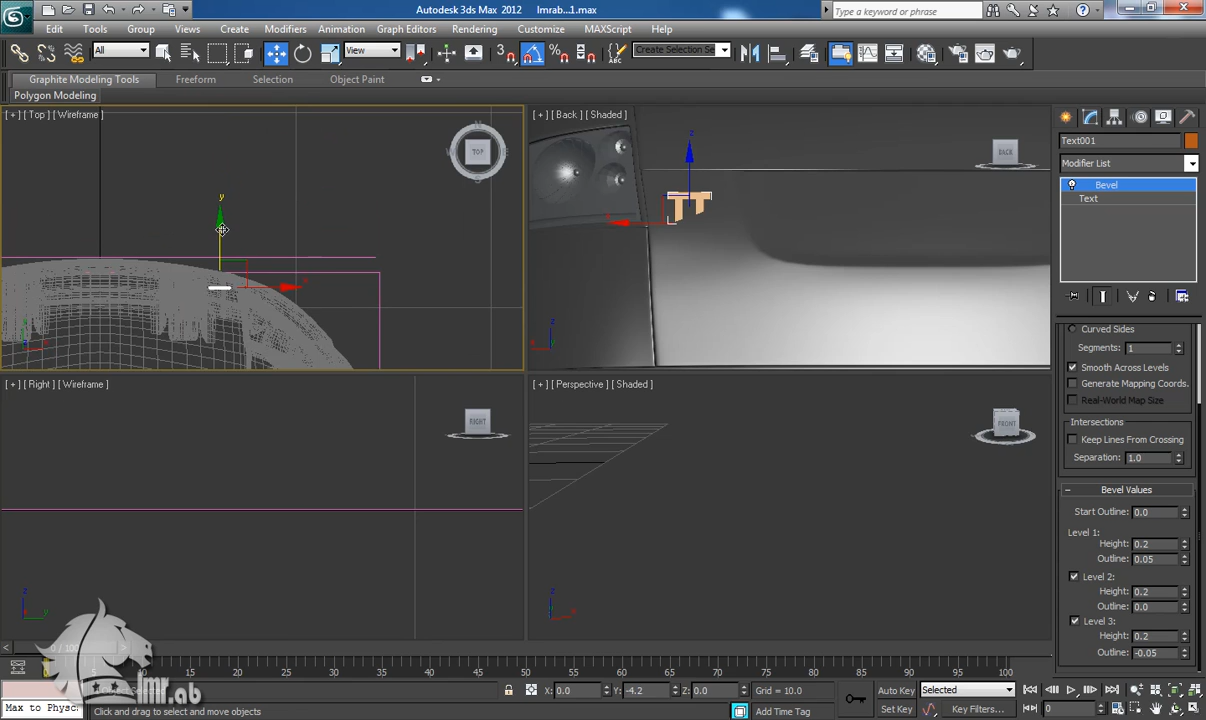 Autodesk 3ds Max 2012 lmrab...1.max
Type a keyword or phrase
Edit Tools Group Views Create Modifiers Animation Graph Editors Rendering Customize MAXScript Help
All View Create Selection Se
Graphite Modeling Tools Freeform Selection Object Paint
Polygon Modeling
[ + ] [ Top ] [ Wireframe ]
TOP
y
x
[ + ] [ Back ] [ Shaded ]
BACK
z
TT
[ + ] [ Right ] [ Wireframe ]
RIGHT
[ + ] [ Perspective ] [ Shaded ]
FRONT
Text001
Modifier List
Bevel
Text
Curved Sides
Segments: 1
Smooth Across Levels
Generate Mapping Coords.
Real-World Map Size
Intersections
Keep Lines From Crossing
Separation: 1.0
Bevel Values
Start Outline: 0.0
Level 1:
Height: 0.2
Outline: 0.05
Level 2:
Height: 0.2
Outline: 0.0
Level 3:
Height: 0.2
Outline: -0.05
0 / 100
5 10 15 20 25 30 35 40 45 50 55 60 65 70 75 80 85 90 95 100
lmr.ab
Max to Physc
X: 0.0 Y: -4.2 Z: 0.0 Grid = 10.0
Click and drag to select and move objects
Add Time Tag
Auto Key Selected
Set Key Key Filters...
0